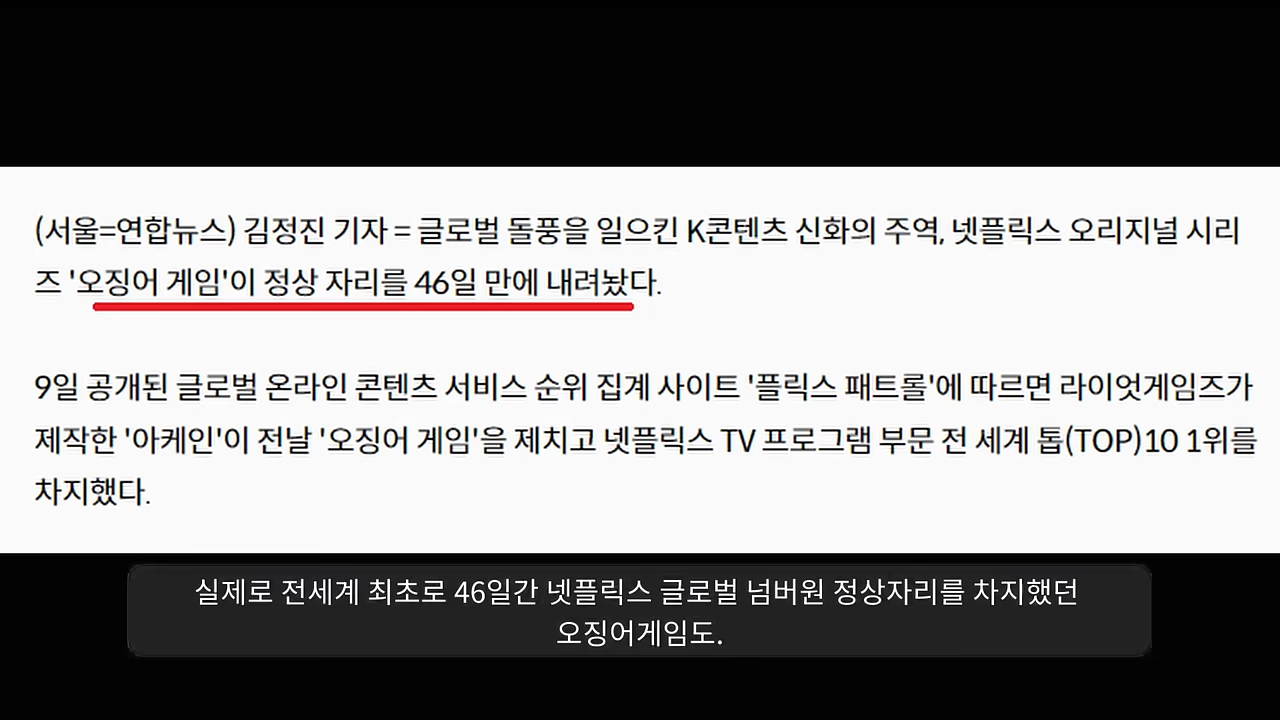 (서울=연합뉴스) 김정진 기자 = 글로벌 돌풍을 일으킨 K콘텐츠 신화의 주역, 넷플릭스 오리지널 시리
즈 '오징어 게임'이 정상 자리를 46일 만에 내려놨다.
9일 공개된 글로벌 온라인 콘텐츠 서비스 순위 집계 사이트 '플릭스 패트롤'에 따르면 라이엇게임즈가
제작한 '아케인'이 전날 '오징어 게임'을 제치고 넷플릭스 TV 프로그램 부문 전 세계 톱(TOP)10 1위를
차지했다.
실제로 전세계 최초로 46일간 넷플릭스 글로벌 넘버원 정상자리를 차지했던
오징어게임도.